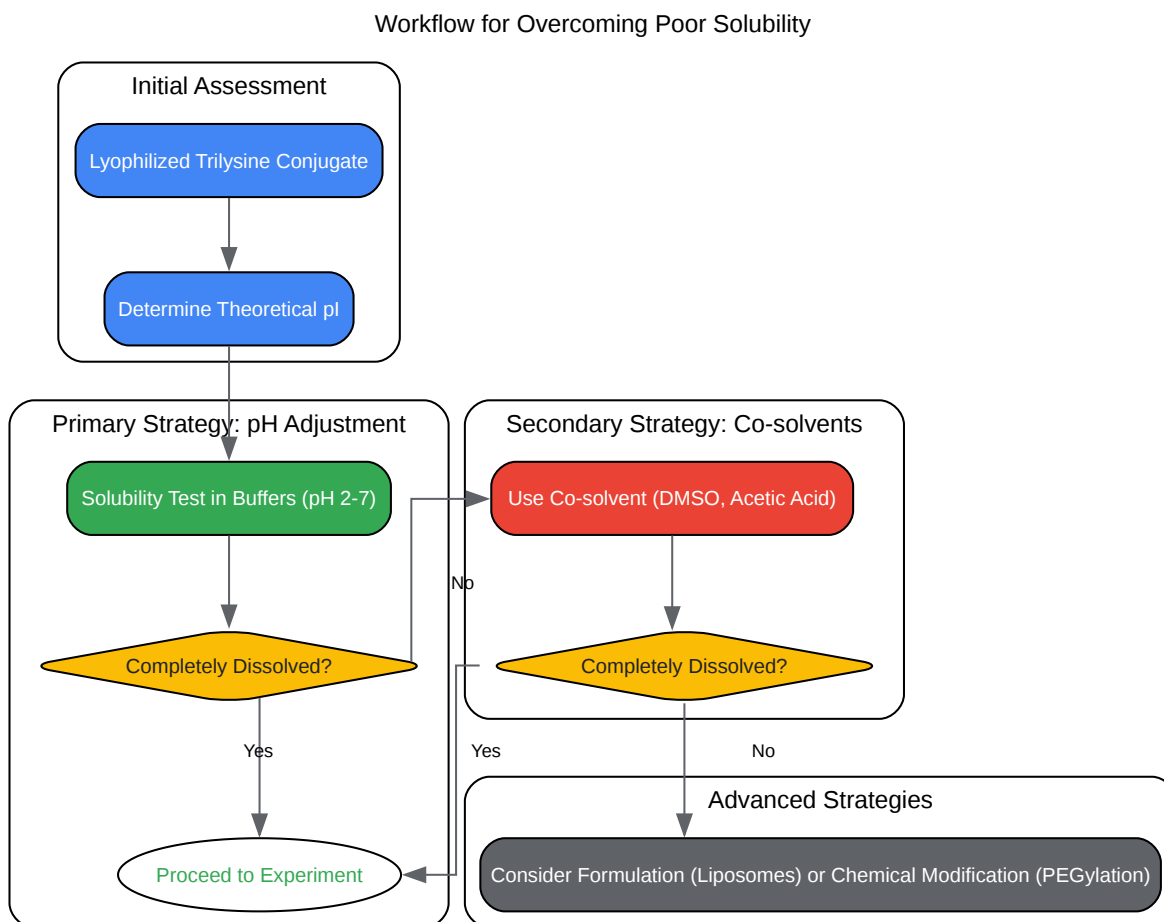 Workflow for Overcoming Poor Solubility
Initial Assessment
Lyophilized Trilysine Conjugate
Determine Theoretical pI
Primary Strategy: pH Adjustment
Solubility Test in Buffers (pH 2-7)
No
Completely Dissolved?
Yes
Proceed to Experiment
Secondary Strategy: Co-solvents
Use Co-solvent (DMSO, Acetic Acid)
Completely Dissolved?
Yes
No
Advanced Strategies
Consider Formulation (Liposomes) or Chemical Modification (PEGylation)